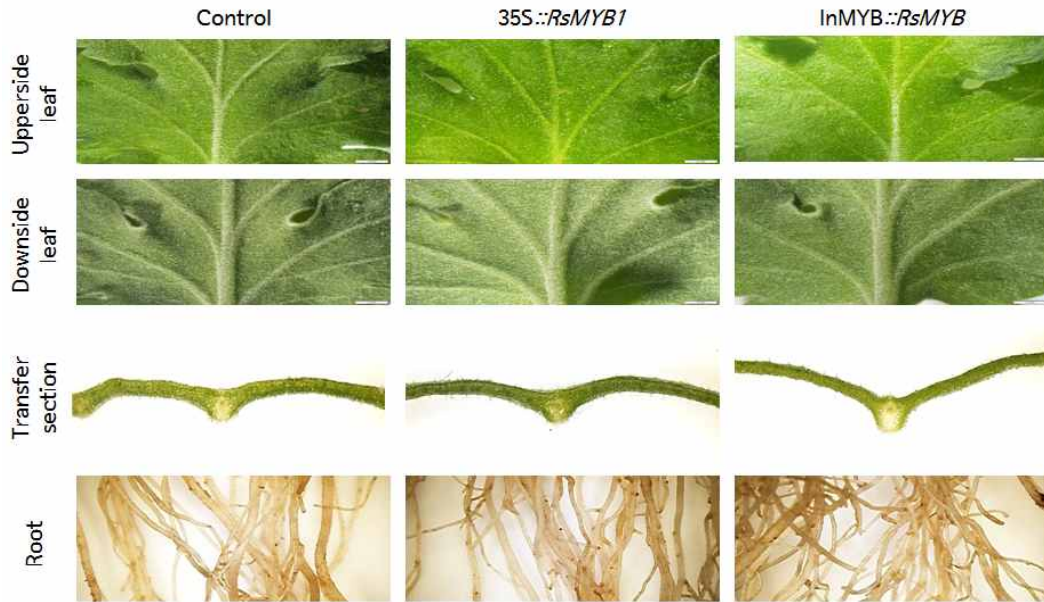 Control 35S::RsMYB1 InMYB::RsMYB
Upperside
leaf
Downside
leaf
Transfer
section
Root